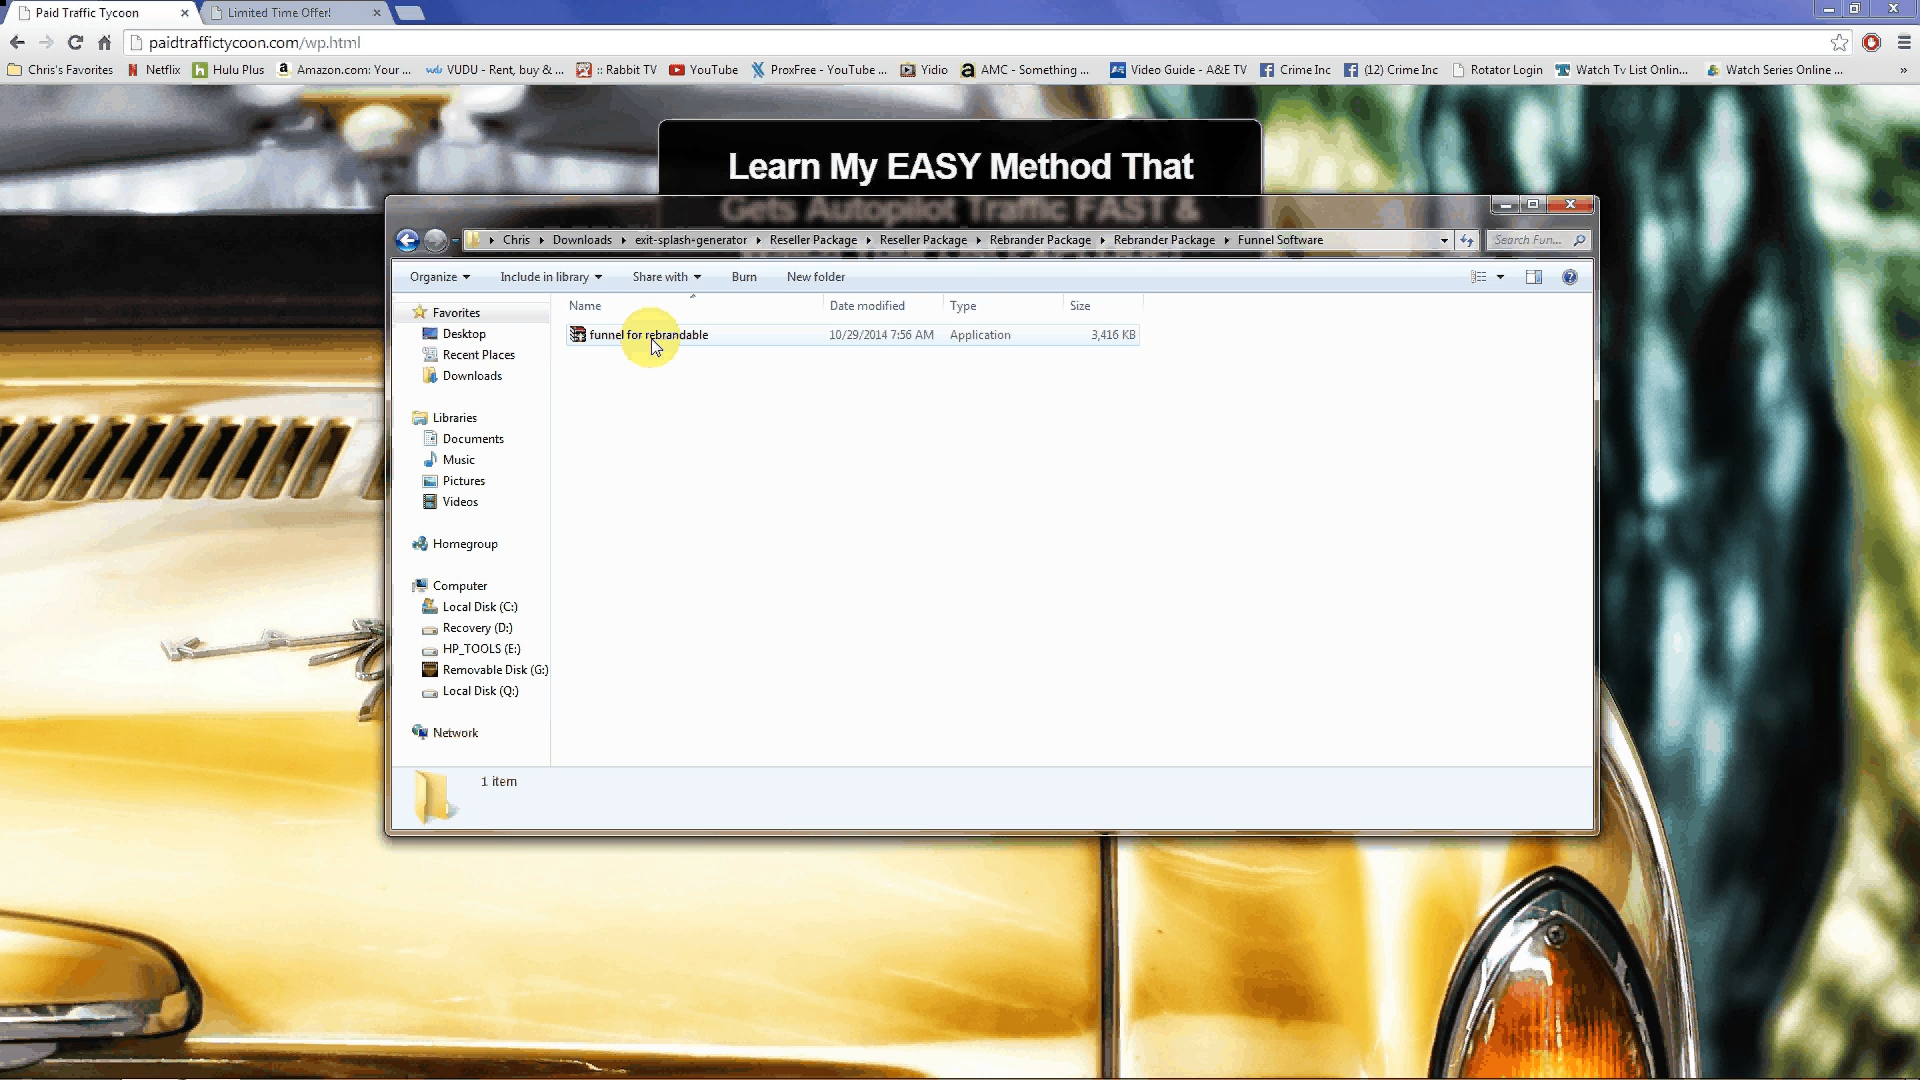 Paid Traffic Tycoon
Limited Time Offer!
paidtraffictycoon.com/wp.html
Chris's Favorites
Netflix
Hulu Plus
Amazon.com: Your ...
VUDU - Rent, buy & ...
:: Rabbit TV
YouTube
ProxFree - YouTube ...
Yidio
AMC - Something ...
Video Guide - A&E TV
Crime Inc
(12) Crime Inc
Rotator Login
Watch Tv List Onlin...
Watch Series Online ...
»
Learn My EASY Method That
Gets Autopilot Traffic FAST &
Chris
Downloads
exit-splash-generator
Reseller Package
Reseller Package
Rebrander Package
Rebrander Package
Funnel Software
Search Fun...
Organize
Include in library
Share with
Burn
New folder
Name
Date modified
Type
Size
funnel for rebrandable
10/29/2014 7:56 AM
Application
3,416 KB
Favorites
Desktop
Recent Places
Downloads
Libraries
Documents
Music
Pictures
Videos
Homegroup
Computer
Local Disk (C:)
Recovery (D:)
HP_TOOLS (E:)
Removable Disk (G:)
Local Disk (Q:)
Network
1 item